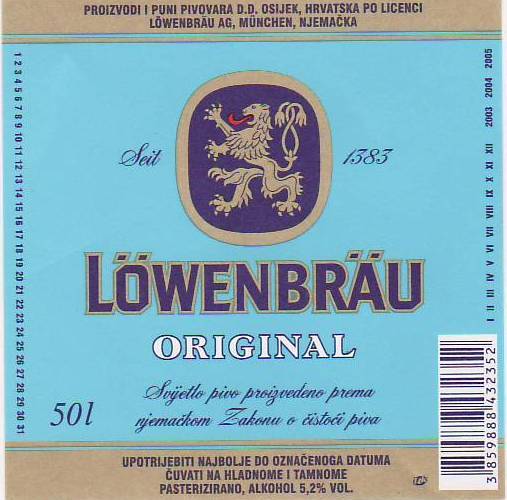 PROIZVODI I PUNI PIVOVARA D.D. OSIJEK, HRVATSKA PO LICENCI
LÖWENBRÄU AG, MÜNCHEN, NJEMAČKA
1 2 3 4 5 6 7 8 9 10 11 12 13 14 15 16 17 18 19 20 21 22 23 24 25 26 27 28 29 30 31
I II III IV V VI VII VIII IX X XI XII 2003 2004 2005
Seit 1383
LÖWENBRÄU
ORIGINAL
Svijetlo pivo proizvedeno prema
njemačkom Zakonu o čistoći piva
50l
3 859888 432352
UPOTRIJEBITI NAJBOLJE DO OZNAČENOGA DATUMA
ČUVATI NA HLADNOME I TAMNOME
PASTERIZIRANO, ALKOHOL 5,2% VOL.